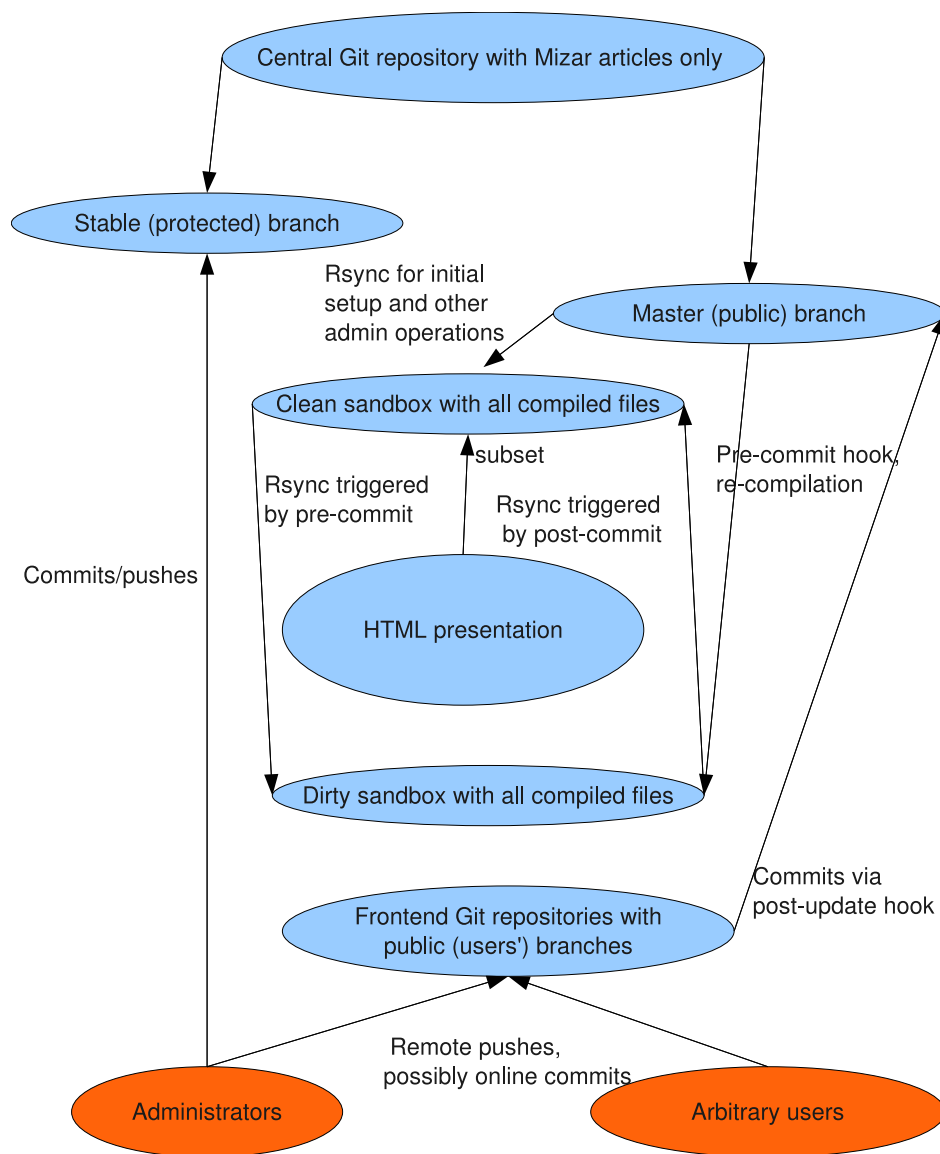 Central Git repository with Mizar articles only
Stable (protected) branch
Rsync for initial
setup and other
admin operations
Master (public) branch
Clean sandbox with all compiled files
subset
Pre-commit hook,
re-compilation
Rsync triggered
by pre-commit
Rsync triggered
by post-commit
Commits/pushes
HTML presentation
Dirty sandbox with all compiled files
Commits via
post-update hook
Frontend Git repositories with
public (users') branches
Remote pushes,
possibly online commits
Administrators
Arbitrary users